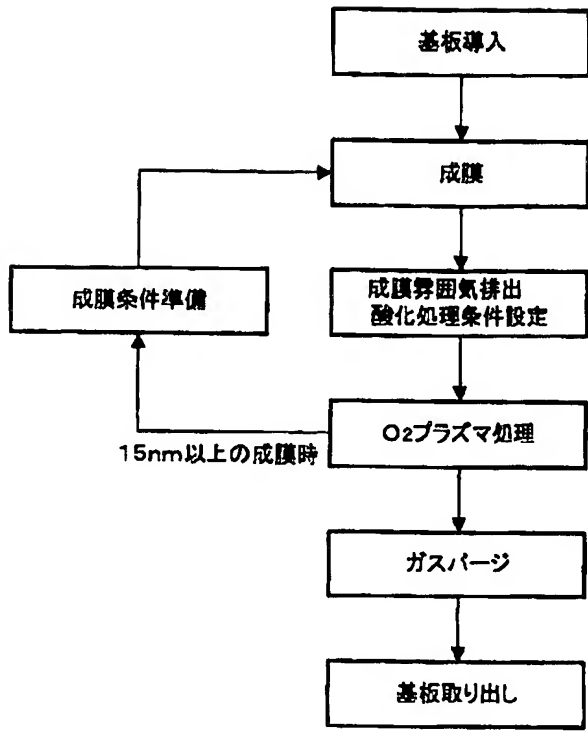 基板導入
成膜
成膜条件準備
成膜雰囲気排出
酸化処理条件設定
O2プラズマ処理
15nm以上の成膜時
ガスパージ
基板取り出し